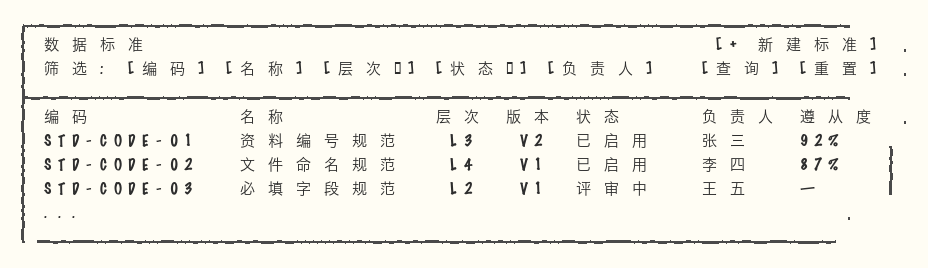 数据标准 [+ 新建标准]
筛选: [编码] [名称] [层次▯] [状态▯] [负责人] [查询] [重置]
编码 名称 层次 版本 状态 负责人 遵从度
STD-CODE-01 资料编号规范 L3 V2 已启用 张三 92%
STD-CODE-02 文件命名规范 L4 V1 已启用 李四 87%
STD-CODE-03 必填字段规范 L2 V1 评审中 王五 —
...